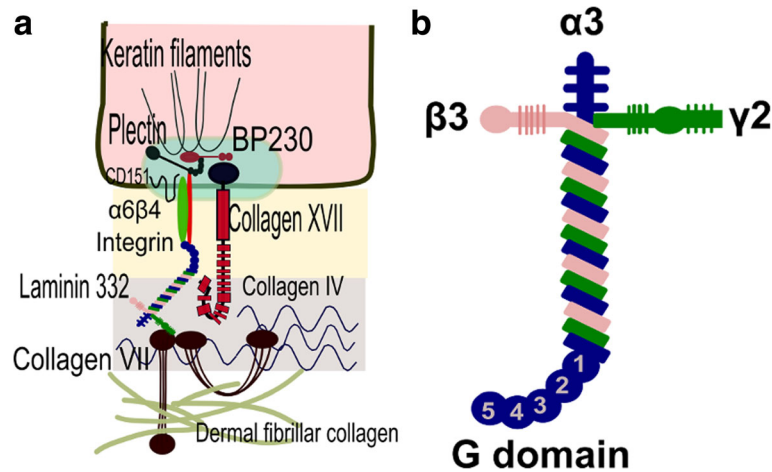 a
Keratin filaments
Plectin
BP230
CD151
α6β4
Integrin
Collagen XVII
Laminin 332
Collagen IV
Collagen VII
Dermal fibrillar collagen
b
α3
β3
γ2
1
2
3
4
5
G domain